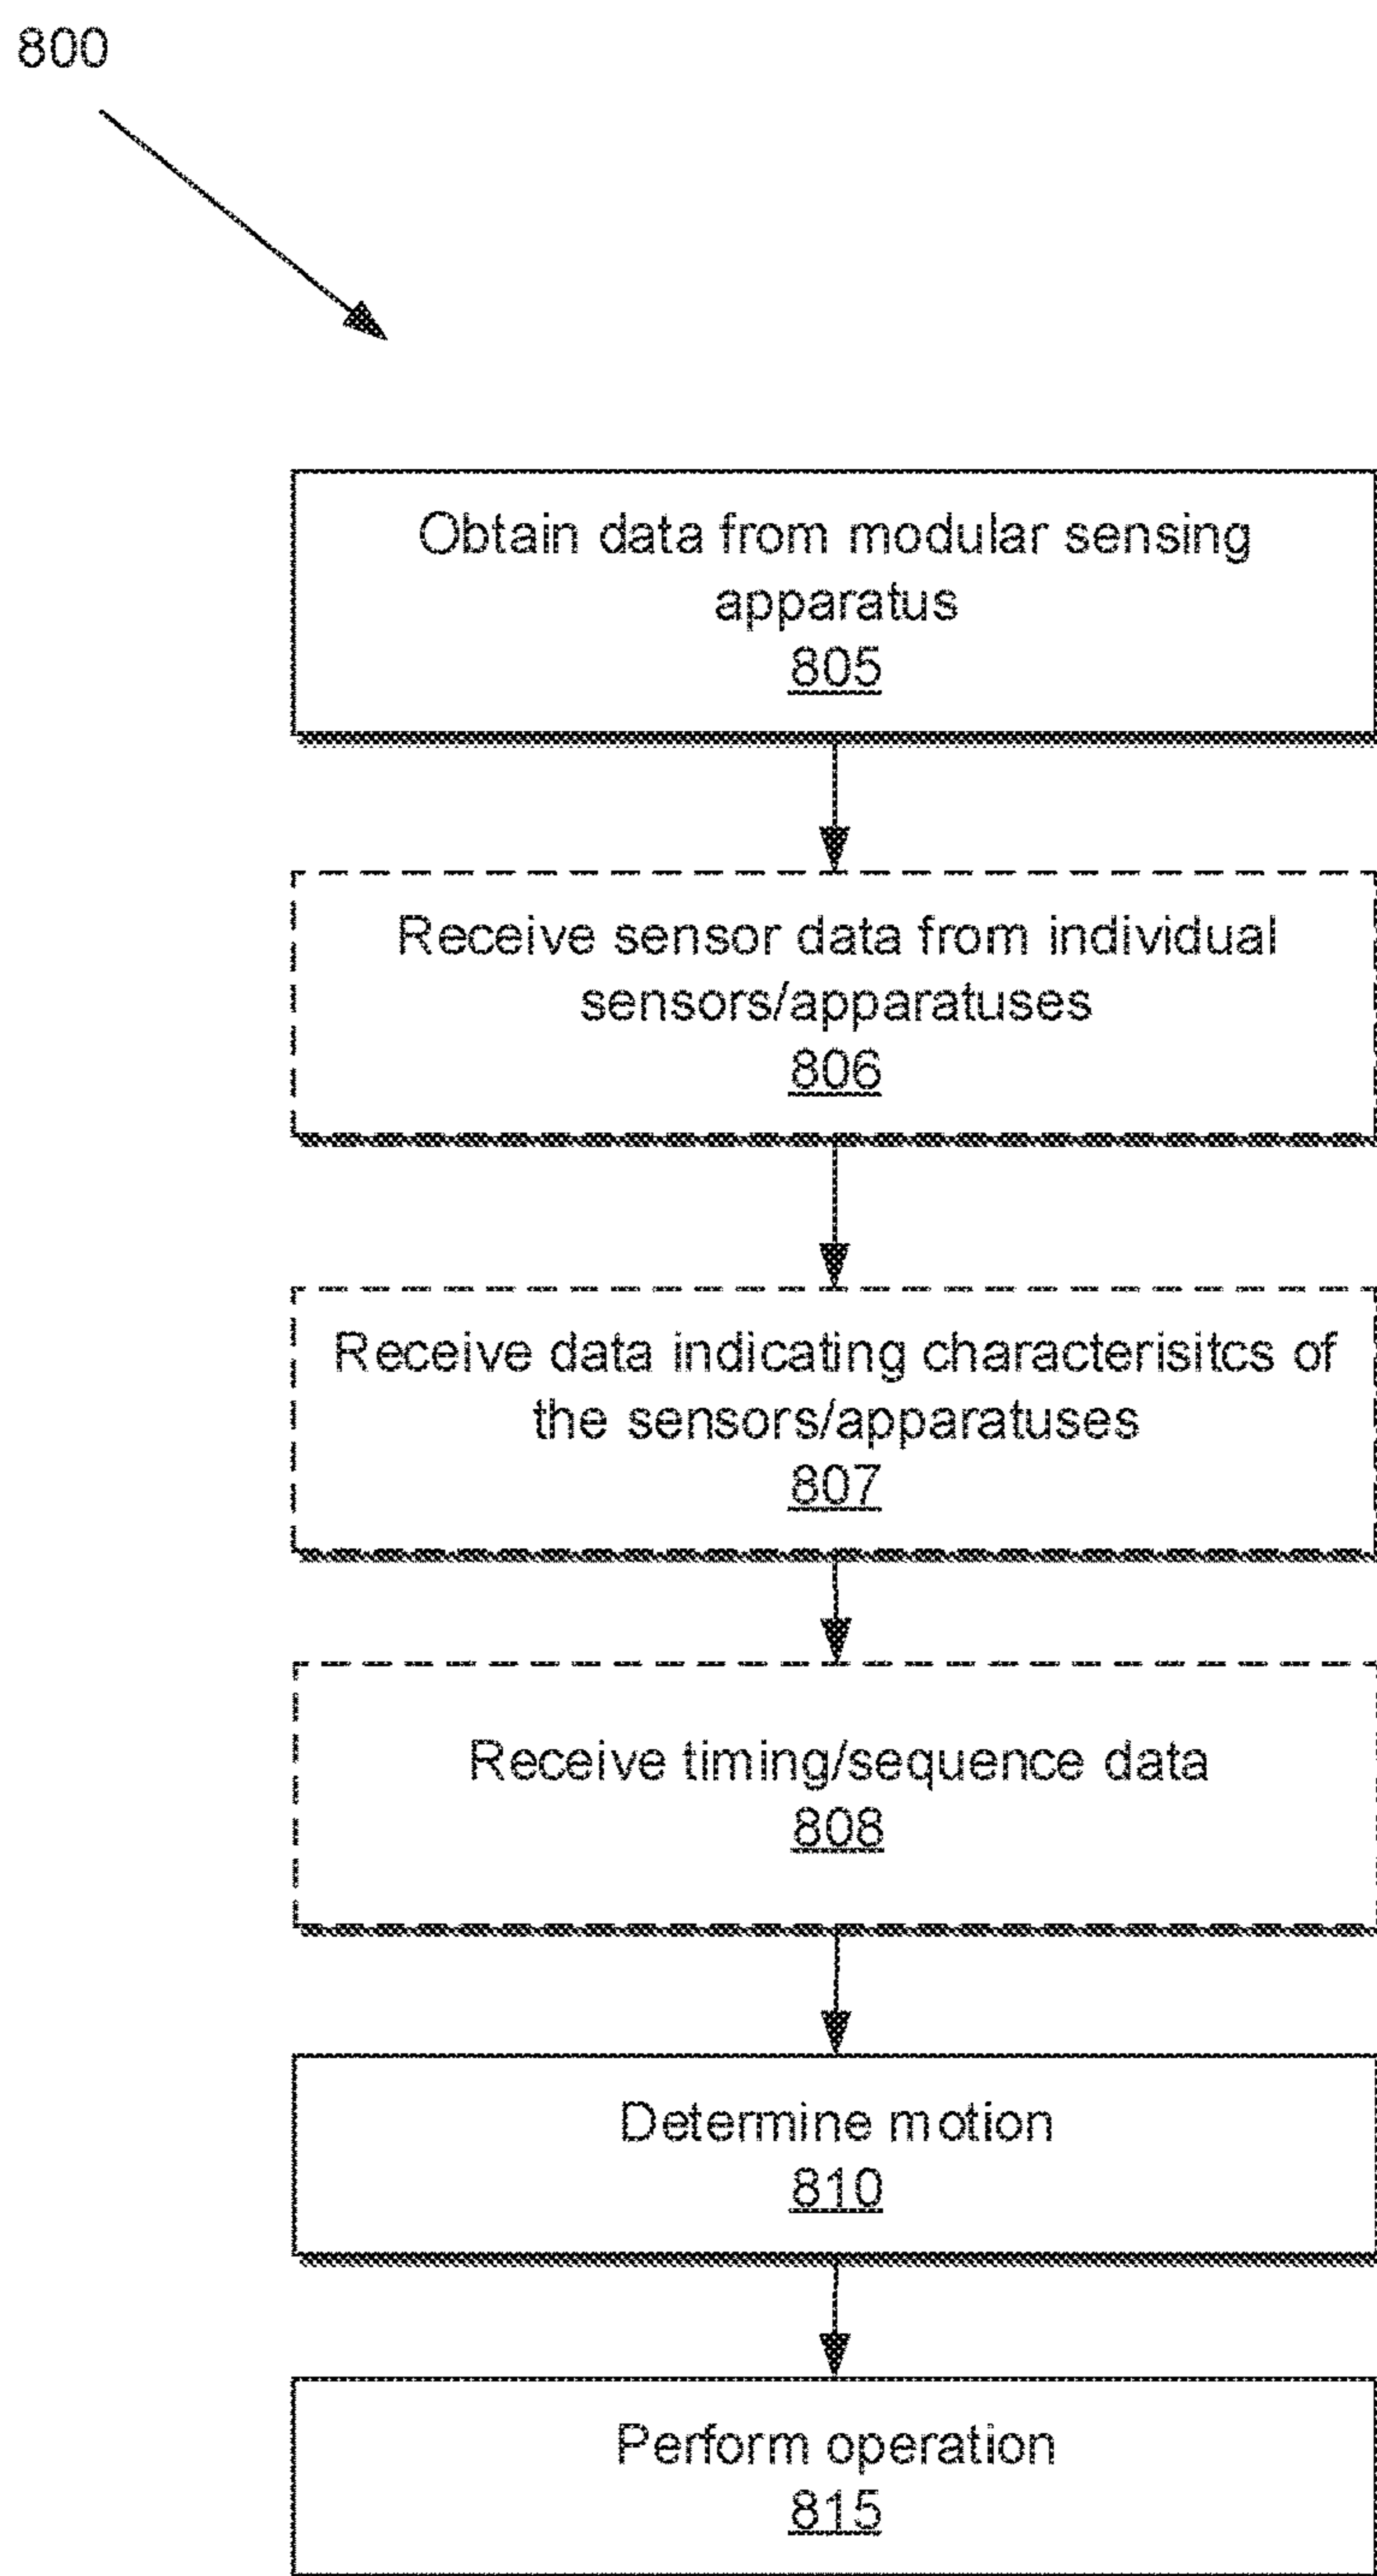 800
Obtain data from modular sensing
apparatus
805
Receive sensor data from individual
sensors/apparatuses
806
Receive data indicating characterisitcs of
the sensors/apparatuses
807
Receive timing/sequence data
808
Determine motion
810
Perform operation
815